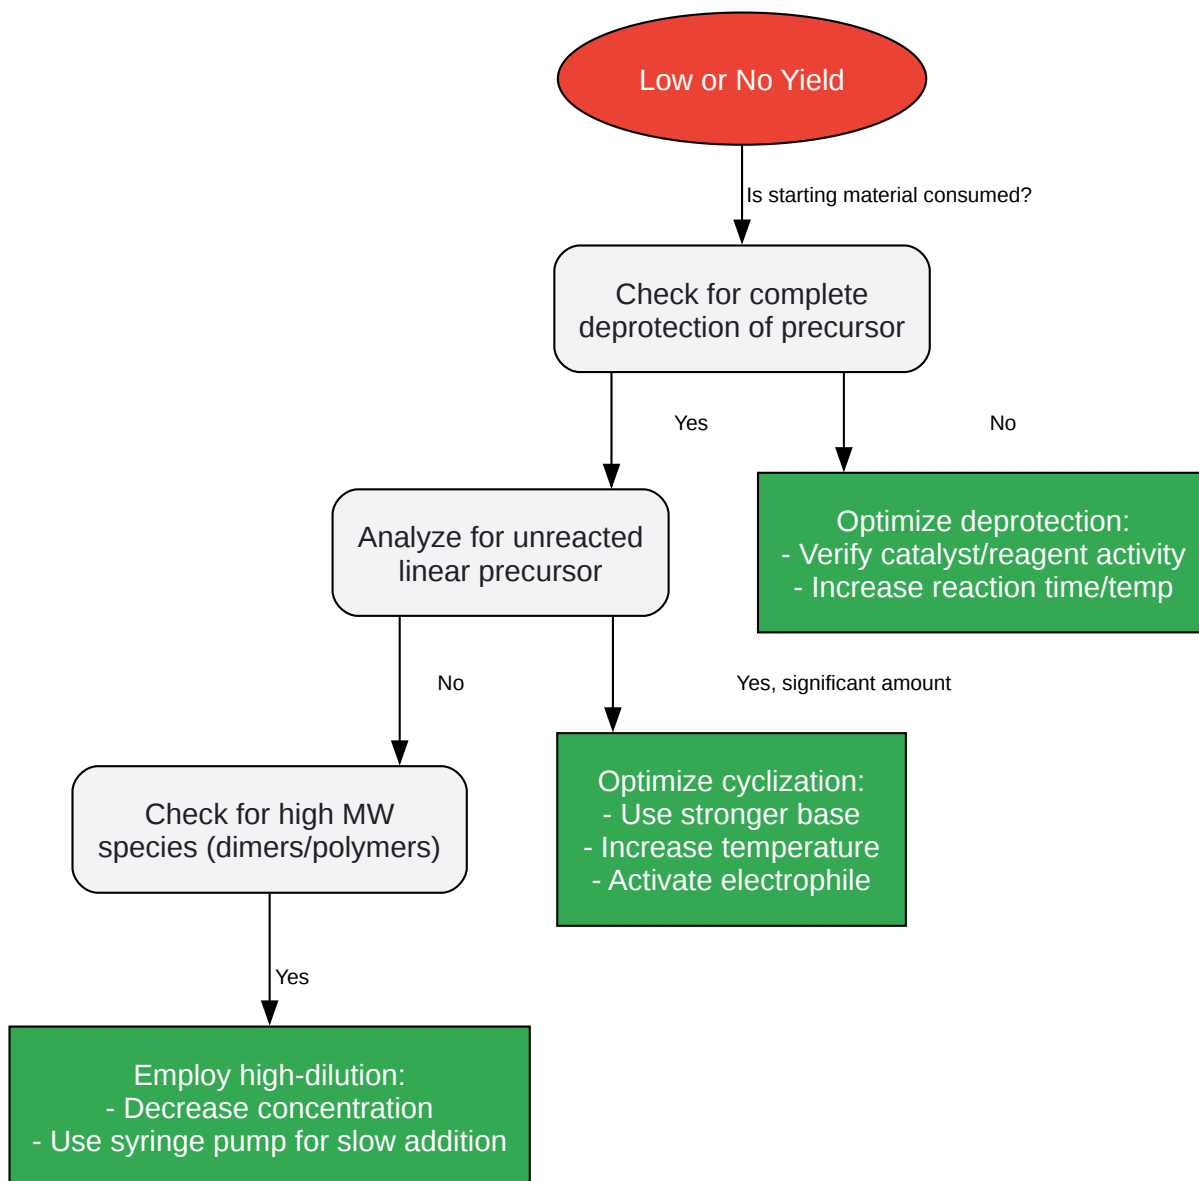 Low or No Yield
Is starting material consumed?
Check for complete
deprotection of precursor
Yes
No
Optimize deprotection:
- Verify catalyst/reagent activity
- Increase reaction time/temp
Analyze for unreacted
linear precursor
No
Yes, significant amount
Optimize cyclization:
- Use stronger base
- Increase temperature
- Activate electrophile
Check for high MW
species (dimers/polymers)
Yes
Employ high-dilution:
- Decrease concentration
- Use syringe pump for slow addition